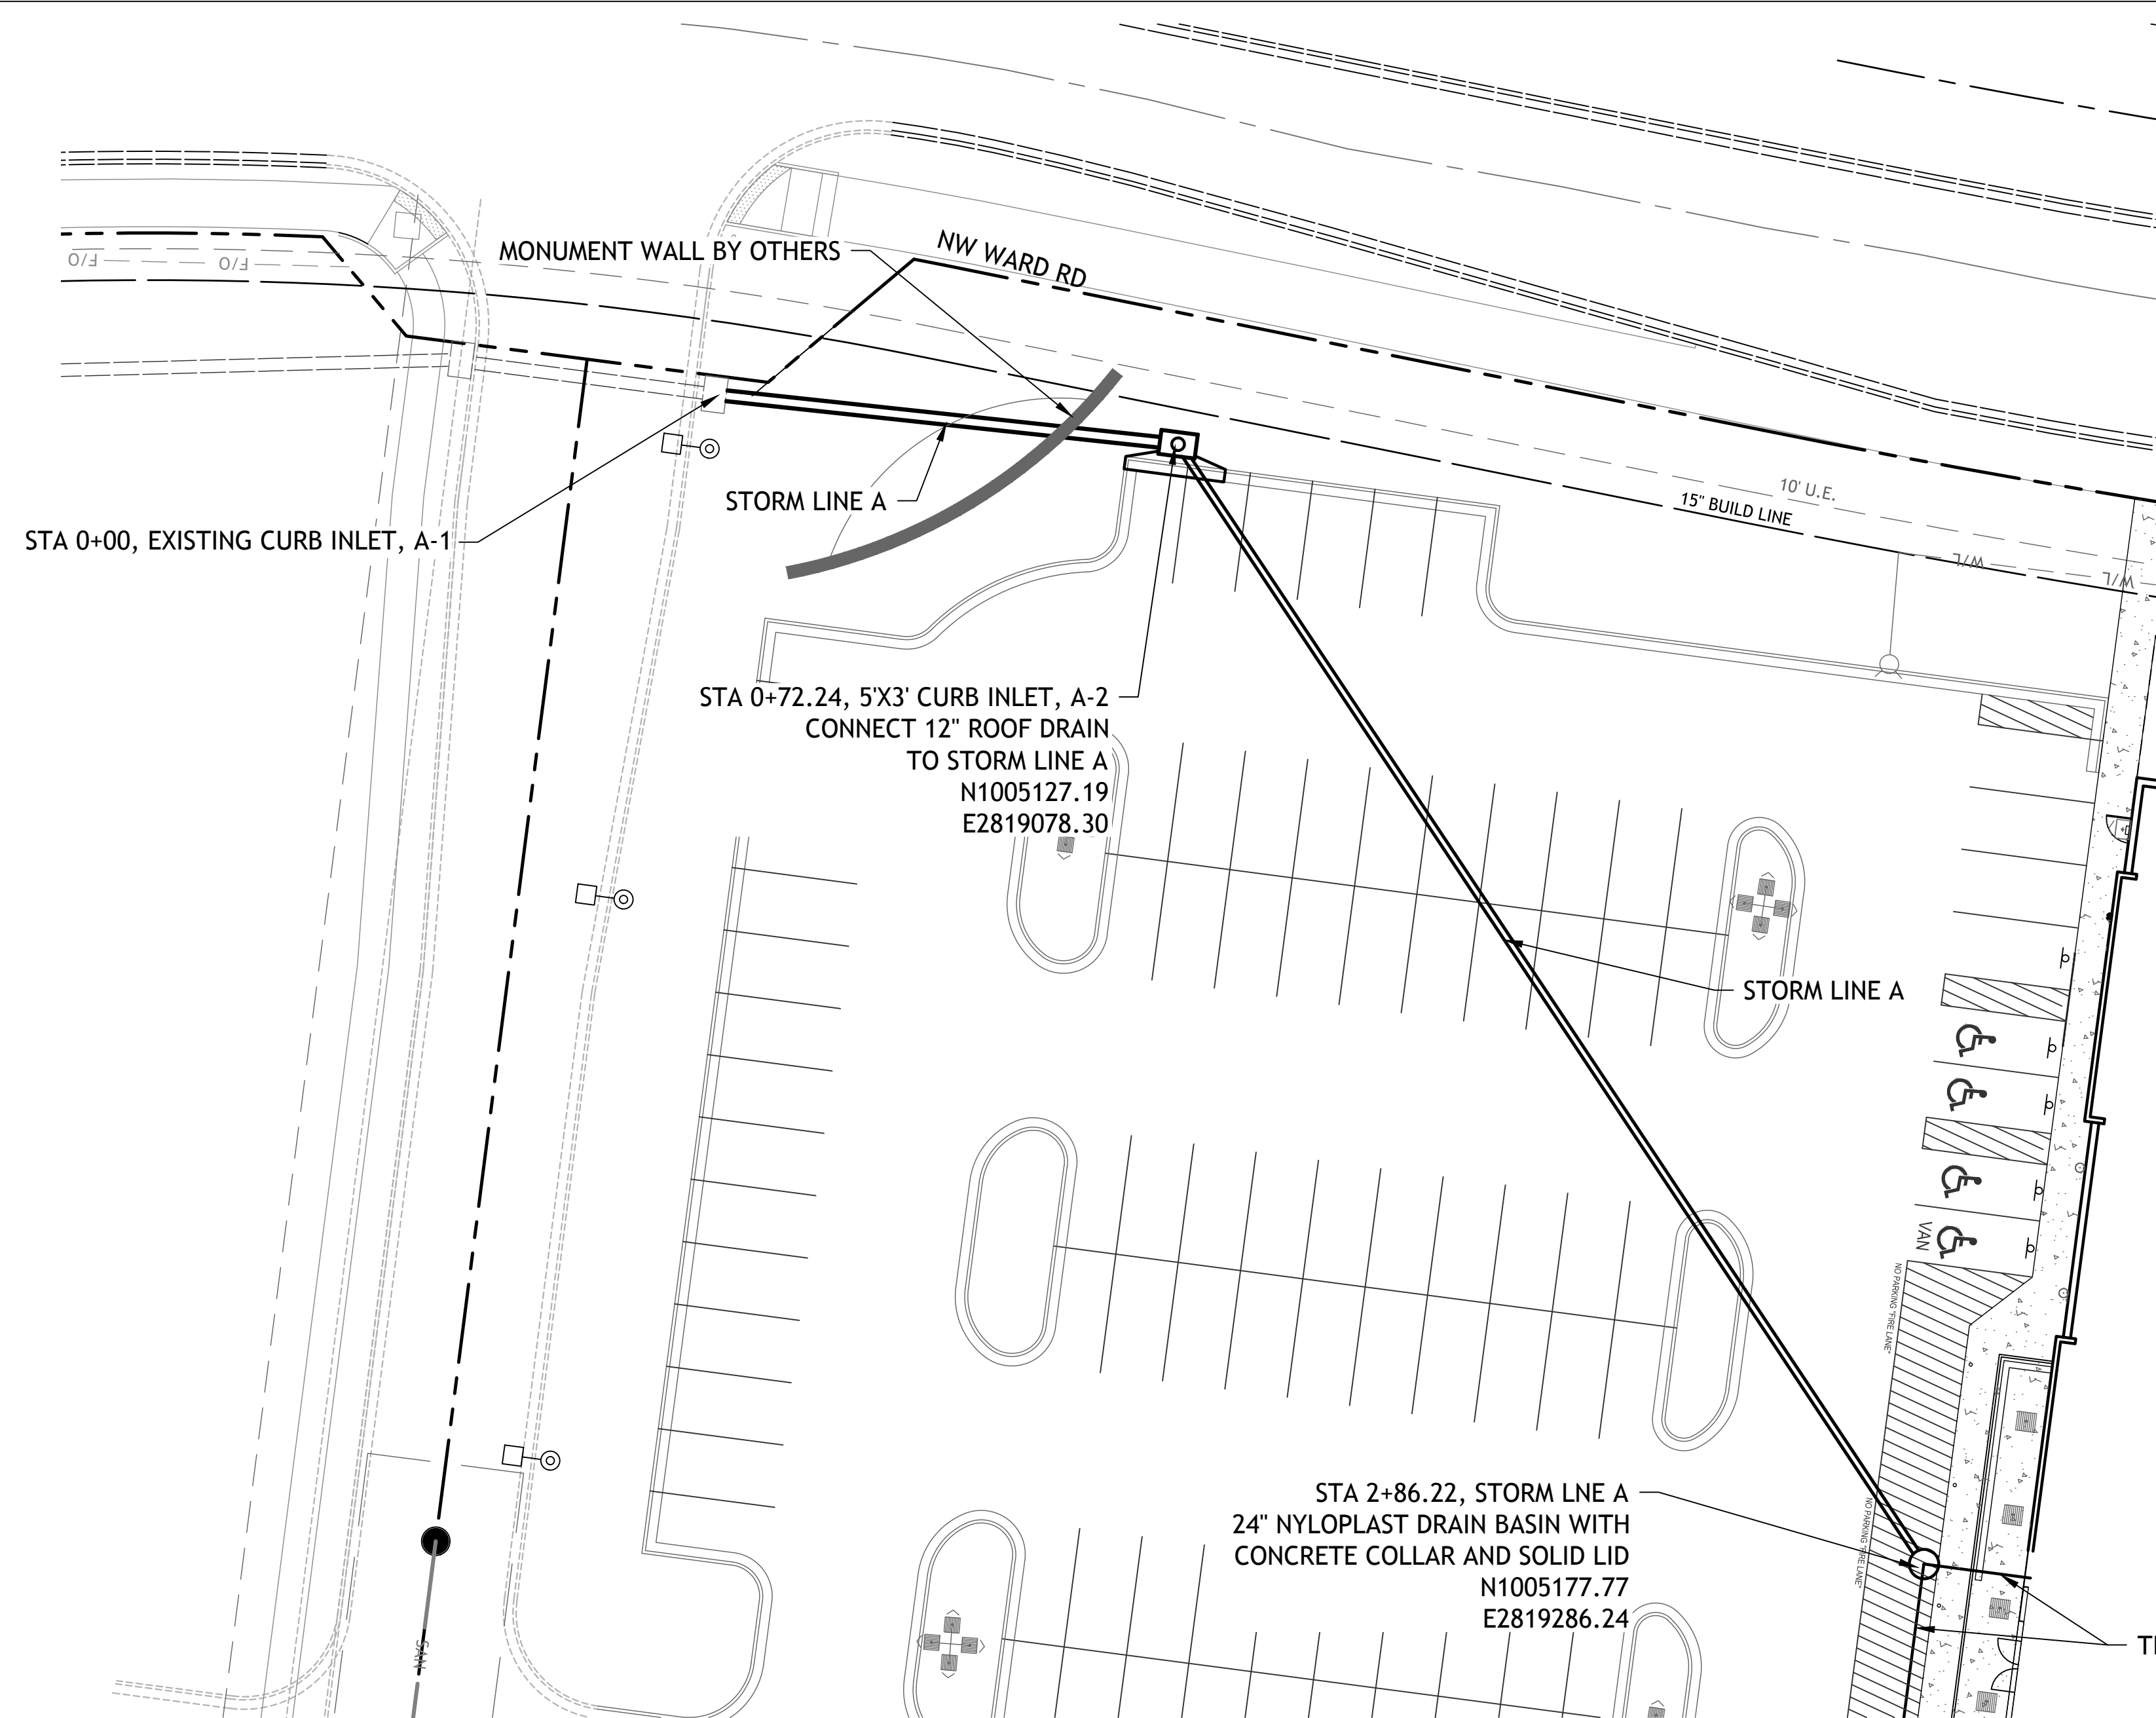 MONUMENT WALL BY OTHERS
NW WARD RD
F/O
F/O
STORM LINE A
STA 0+00, EXISTING CURB INLET, A-1
10' U.E.
15" BUILD LINE
W/L
W/L
STA 0+72.24, 5'X3' CURB INLET, A-2
CONNECT 12" ROOF DRAIN
TO STORM LINE A
N1005127.19
E2819078.30
STORM LINE A
VAN
NO PARKING "FIRE LANE"
STA 2+86.22, STORM LNE A
24" NYLOPLAST DRAIN BASIN WITH
CONCRETE COLLAR AND SOLID LID
N1005177.77
E2819286.24
NO PARKING "FIRE LANE"
SAN